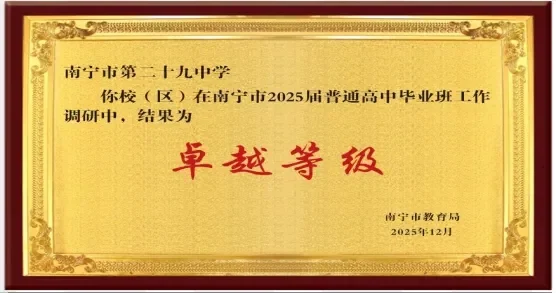 南宁市第二十九中学
你校（区）在南宁市2025届普通高中毕业班工作
调研中，结果为
卓越等级
南宁市教育局
2025年12月